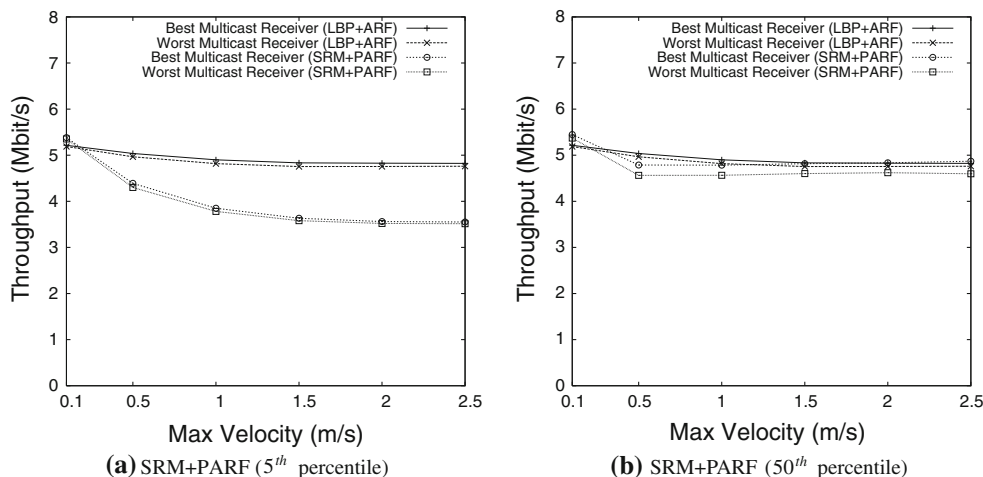 8
7
6
5
4
3
2
1
0
Throughput (Mbit/s)
Best Multicast Receiver (LBP+ARF)
Worst Multicast Receiver (LBP+ARF)
Best Multicast Receiver (SRM+PARF)
Worst Multicast Receiver (SRM+PARF)
0.1 0.5 1 1.5 2 2.5
Max Velocity (m/s)
(a) SRM+PARF (5th percentile)
8
7
6
5
4
3
2
1
0
Throughput (Mbit/s)
Best Multicast Receiver (LBP+ARF)
Worst Multicast Receiver (LBP+ARF)
Best Multicast Receiver (SRM+PARF)
Worst Multicast Receiver (SRM+PARF)
0.1 0.5 1 1.5 2 2.5
Max Velocity (m/s)
(b) SRM+PARF (50th percentile)